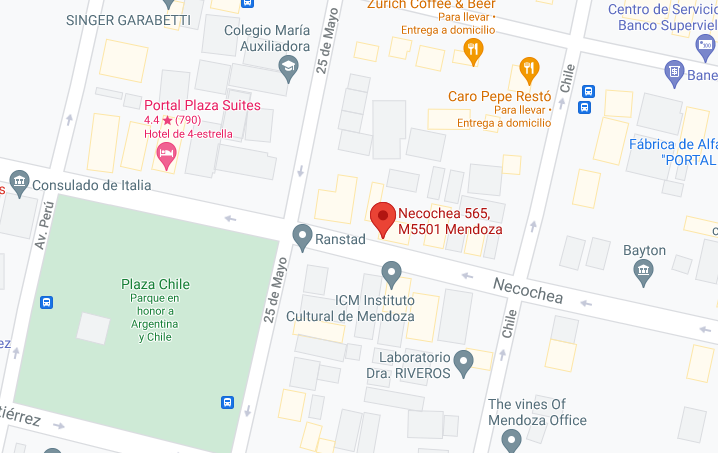 Zurich Coffee & Beer
Para llevar •
Entrega a domicilio
SINGER GARABETTI
Colegio María
Auxiliadora
25 de Mayo
Centro de Servicio
Banco Superviel
Chile
Caro Pepe Restó
Para llevar •
Entrega a domicilio
Portal Plaza Suites
4.4 ★ (790)
Hotel de 4-estrella
Fábrica de Alfa
"PORTAL
Consulado de Italia
Av. Perú
Necochea 565,
M5501 Mendoza
Ranstad
Bayton
Plaza Chile
Parque en
honor a
Argentina
y Chile
25 de Mayo
ICM Instituto
Cultural de Mendoza
Necochea
Chile
Laboratorio
Dra. RIVEROS
The vines Of
Mendoza Office